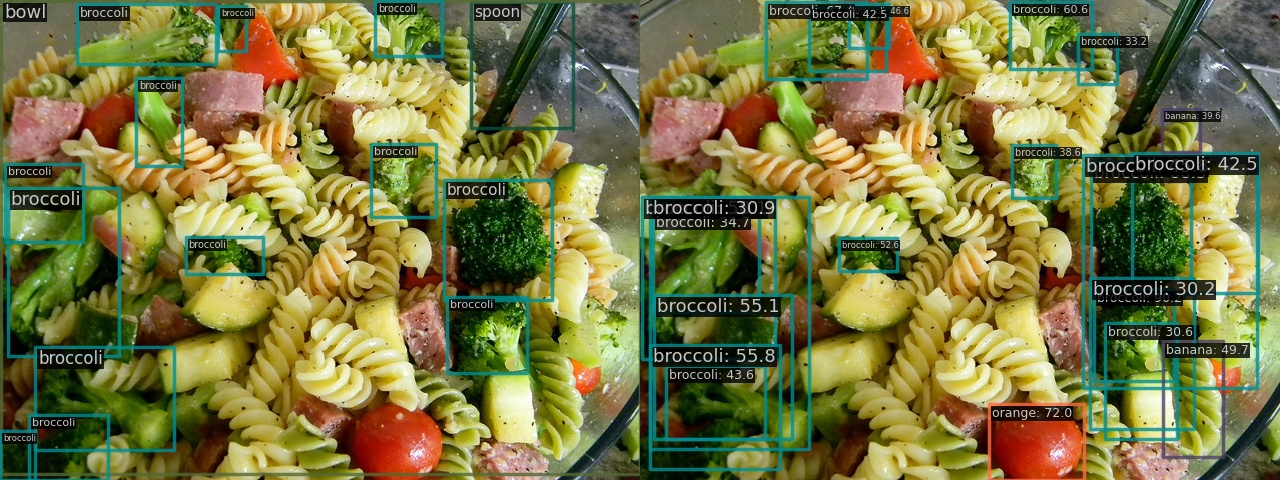 bowl
broccoli
broccoli
broccoli
spoon
broccoli
broccoli
broccoli
broccoli
broccoli
broccoli
broccoli
broccoli
broccoli
broccoli
broccoli: 42.5
46.6
broccoli: 60.6
broccoli: 33.2
banana: 39.6
broccoli: 38.6
broccoli: 42.5
broccoli: 30.9
34.7
broccoli: 52.6
broccoli: 30.2
broccoli: 55.1
broccoli: 30.6
banana: 49.7
broccoli: 55.8
broccoli: 43.6
orange: 72.0